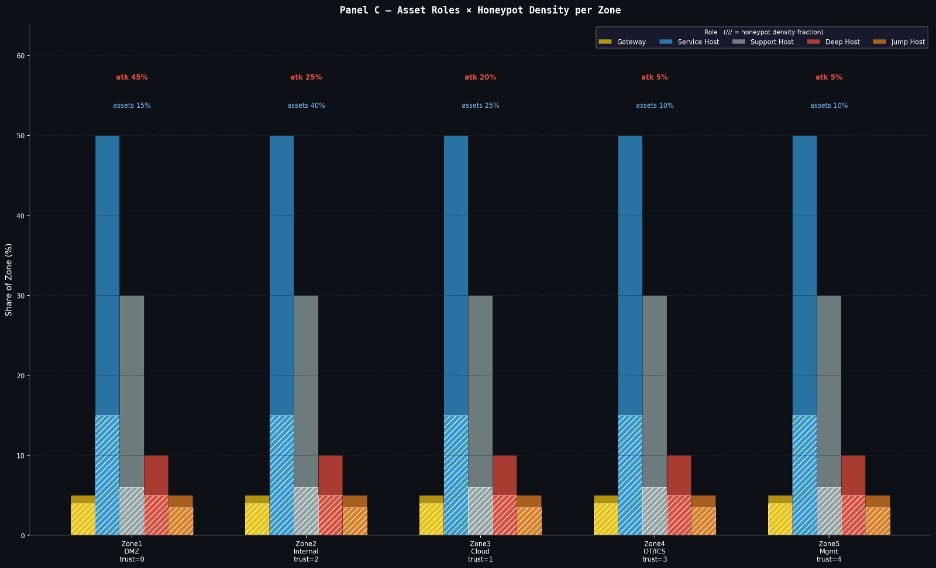 Panel C — Asset Roles × Honeypot Density per Zone
Role   (/// = honeypot density fraction)
Gateway   Service Host   Support Host   Deep Host   Jump Host
atk 45%   atk 25%   atk 20%   atk 5%   atk 5%
assets 15%   assets 40%   assets 25%   assets 10%   assets 10%
Share of Zone (%)
60
50
40
30
20
10
0
Zone1
DMZ
trust=0
Zone2
Internal
trust=2
Zone3
Cloud
trust=1
Zone4
OT/ICS
trust=3
Zone5
Mgmt
trust=4